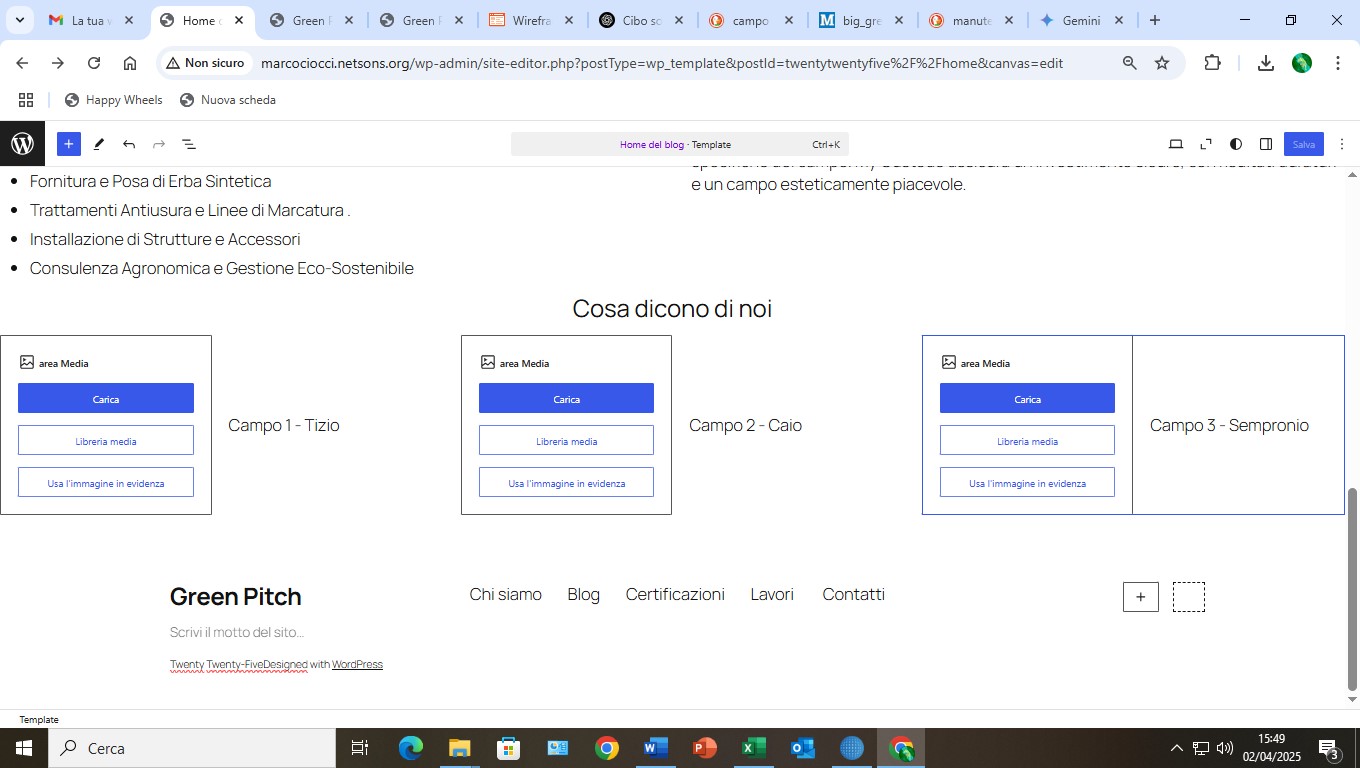 La tua v
Home d
Green P
Green P
Wirefra
Cibo so
campo
big_gre
manute
Gemini
Non sicuro
marcociocci.netsons.org/wp-admin/site-editor.php?postType=wp_template&postId=twentytwentyfive%2F%2Fhome&canvas=edit
Happy Wheels
Nuova scheda
Home del blog · Template
Ctrl+K
Salva
e un campo esteticamente piacevole.
Fornitura e Posa di Erba Sintetica
Trattamenti Antiusura e Linee di Marcatura .
Installazione di Strutture e Accessori
Consulenza Agronomica e Gestione Eco-Sostenibile
Cosa dicono di noi
area Media
Carica
Libreria media
Usa l'immagine in evidenza
Campo 1 - Tizio
area Media
Carica
Libreria media
Usa l'immagine in evidenza
Campo 2 - Caio
area Media
Carica
Libreria media
Usa l'immagine in evidenza
Campo 3 - Sempronio
Green Pitch
Scrivi il motto del sito...
Twenty Twenty-FiveDesigned with WordPress
Chi siamo
Blog
Certificazioni
Lavori
Contatti
Template
Cerca
15:49
02/04/2025
3